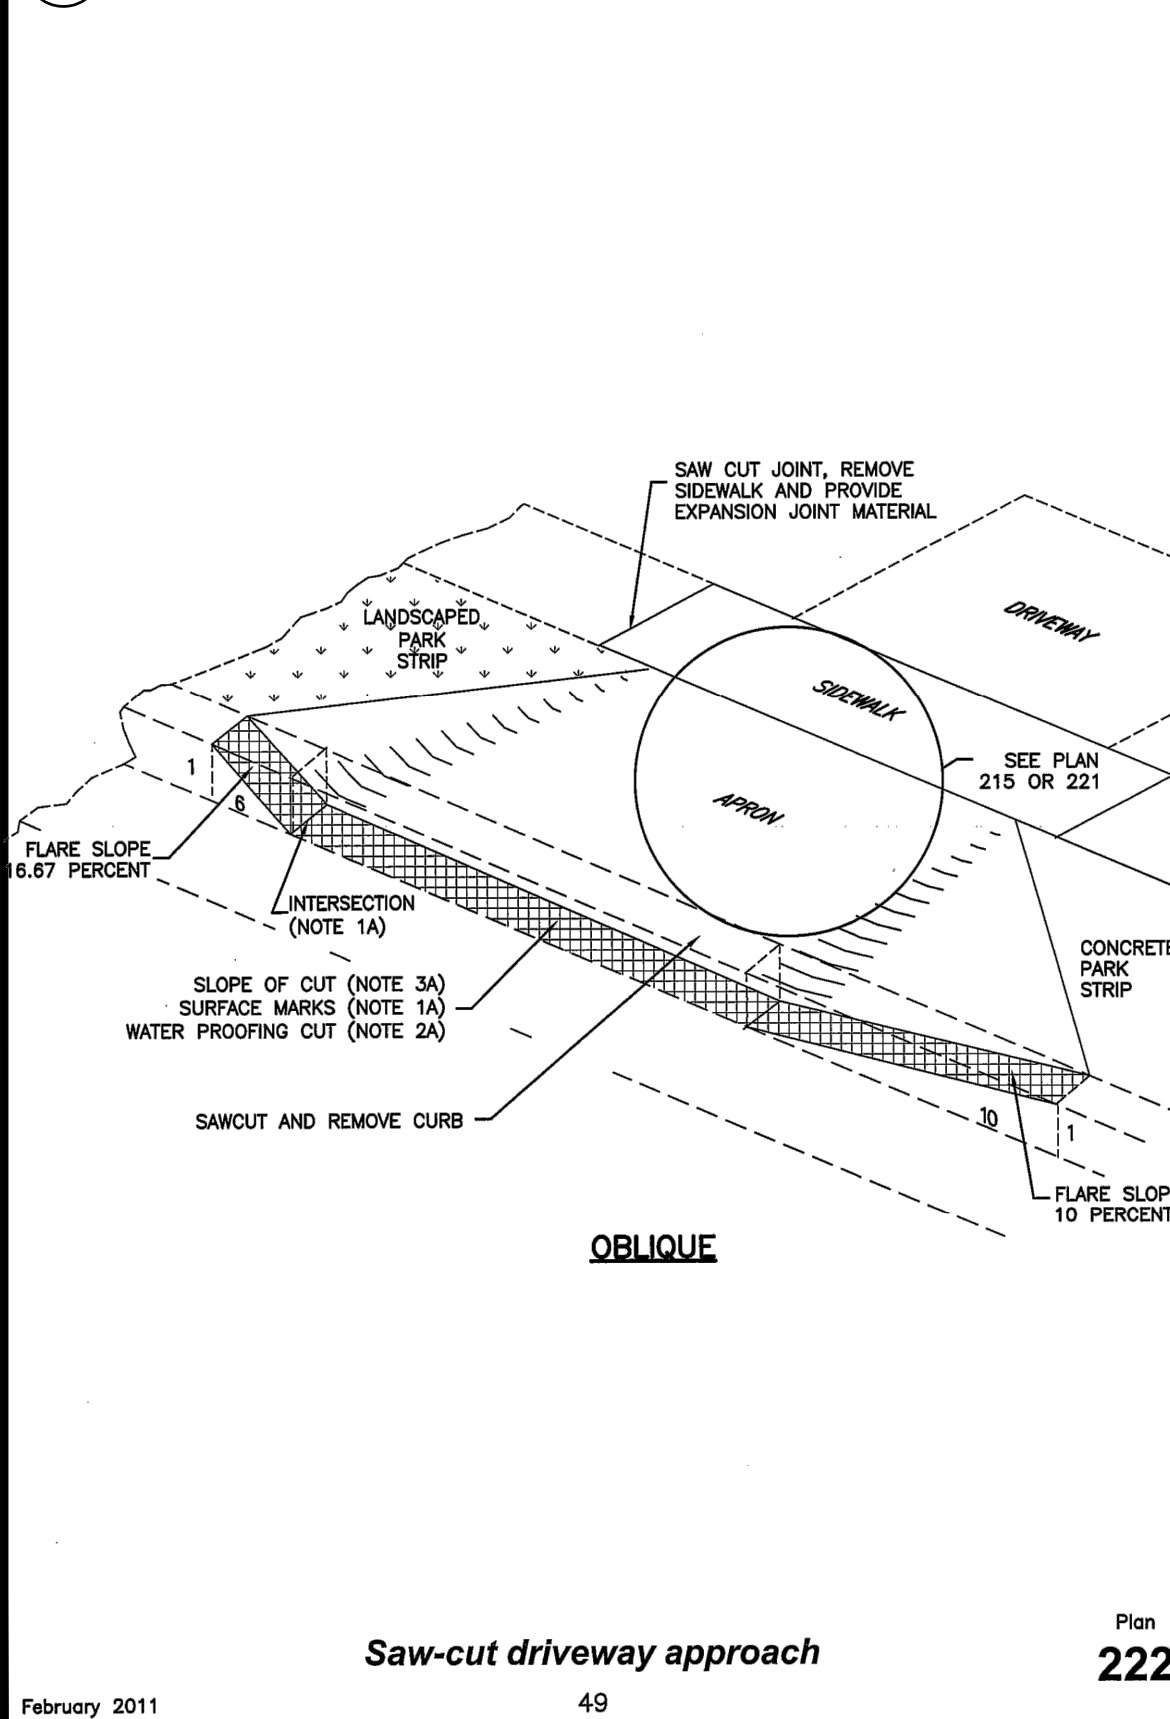 SAW CUT JOINT, REMOVE
SIDEWALK AND PROVIDE
EXPANSION JOINT MATERIAL
DRIVEWAY
LANDSCAPED
PARK
STRIP
SIDEWALK
SEE PLAN
215 OR 221
APRON
1
6
FLARE SLOPE
16.67 PERCENT
INTERSECTION
(NOTE 1A)
CONCRETE
PARK
STRIP
SLOPE OF CUT (NOTE 3A)
SURFACE MARKS (NOTE 1A)
WATER PROOFING CUT (NOTE 2A)
SAWCUT AND REMOVE CURB
10
1
FLARE SLOP
10 PERCENT
OBLIQUE
Saw-cut driveway approach
Plan
222
February 2011
49